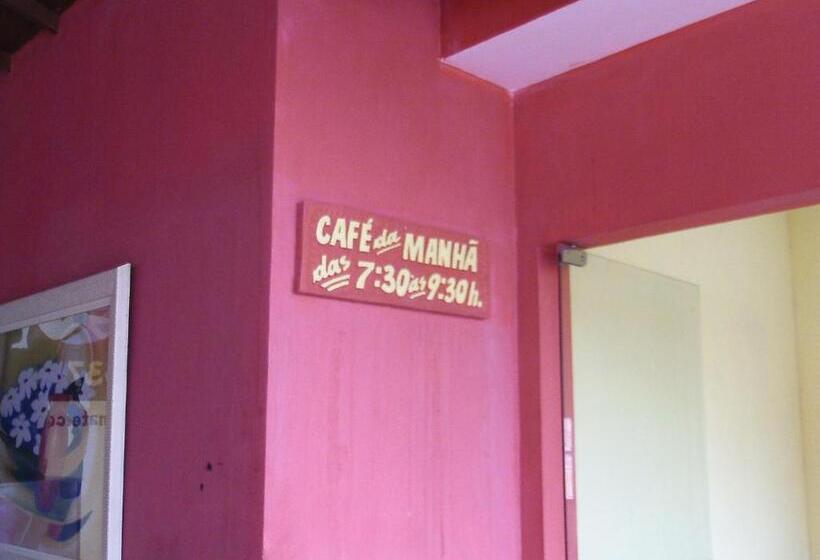 CAFÉ da MANHÃ
das 7:30 às 9:30 h.